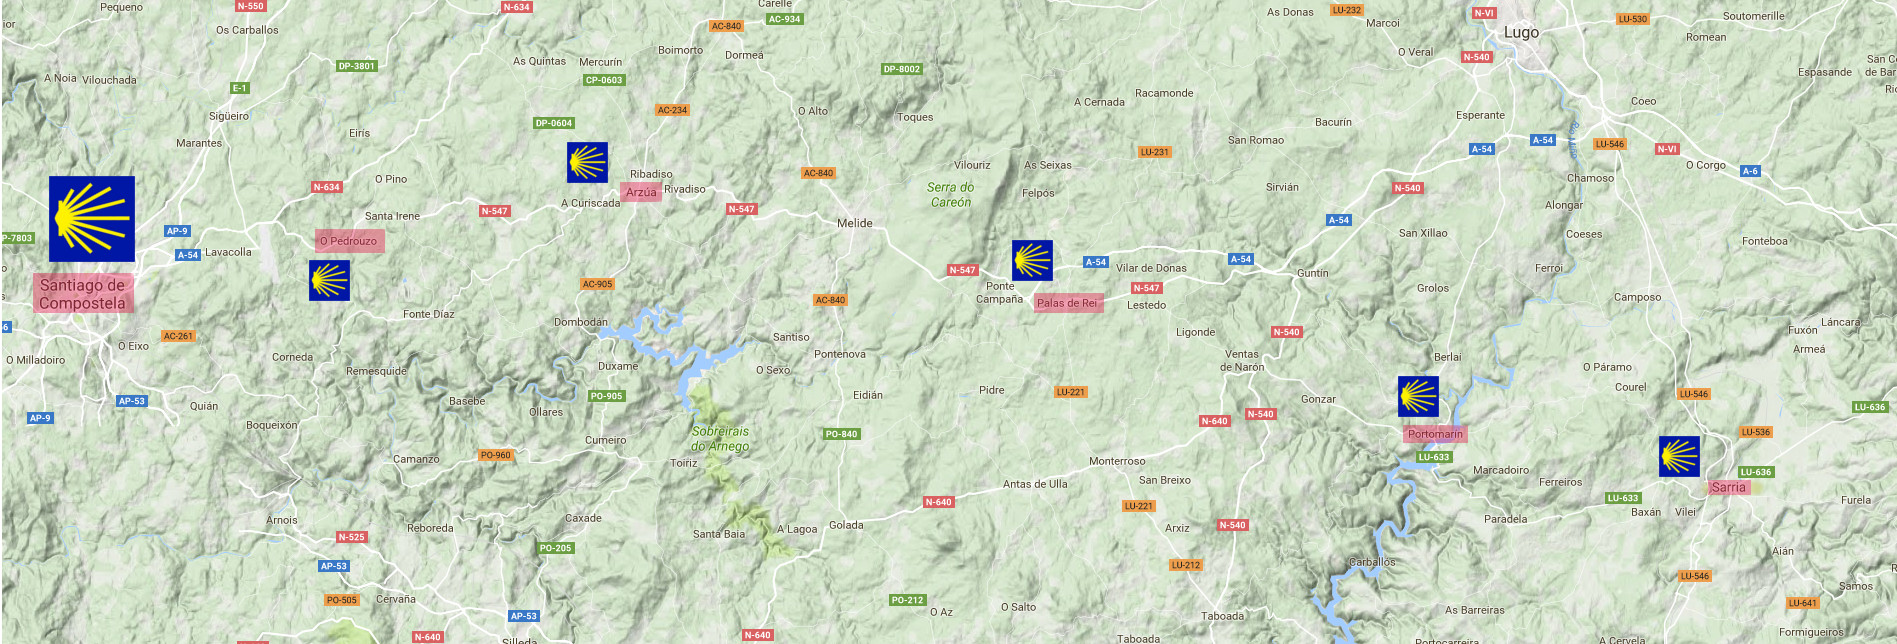 Pequeno
N-550
N-634
Carelle
AC-934
AC-840
As Donas
LU-232
Marcoi
N-VI
LU-530
Soutomerille
Os Carballos
Romean
Lugo
Boimorto
Dormeá
O Veral
N-540
DP-3801
As Quintas
Mercurín
CP-0603
DP-8002
Espasande
A Noia
Vilouchada
E-1
Racamonde
A Cernada
Coeo
Sigüeiro
AC-234
O Alto
Toques
Bacurín
Esperante
Eirís
DP-0604
Marantes
San Romao
A-54
A-54
Río Miño
LU-546
N-VI
LU-231
O Corgo
A-6
Vilouriz
As Seixas
AC-840
Ribadiso
Arzúa
Rivadiso
O Pino
N-634
Serra do
Careón
Felpós
Sirvián
N-540
Chamoso
Alongar
A Curiscada
N-547
N-547
Santa Irene
Melide
A-54
San Xillao
Coeses
Fonteboa
P-7803
AP-9
O Pedrouzo
Lavacolla
A-54
N-547
A-54
Vilar de Donas
A-54
Guntín
Ferroi
Santiago de
Compostela
AC-905
Ponte
Campaña
N-547
Palas de Rei
Lestedo
Grolos
Camposo
AC-840
Fonte Díaz
Dombodán
Láncara
Fuxón
Armeá
AC-261
O Eixo
Santiso
Ligonde
N-540
O Milladoiro
Corneda
Remesquide
Duxame
O Sexo
Pontenova
Ventas
de Narón
Berlai
O Páramo
Courel
LU-546
AP-53
AP-9
Quián
Basebe
PO-905
Ollares
Eidián
Pidre
LU-221
Gonzar
N-640
N-540
LU-636
Boqueixón
Sobreirais
do Arnego
PO-840
Cumeiro
Portomarín
LU-633
LU-536
Camanzo
PO-960
Toiriz
Monterroso
San Breixo
Marcadoiro
Ferreiros
LU-636
Sarria
Antas de Ulla
N-640
LU-221
LU-633
Baxán
Vilei
Furela
Arnois
Reboreda
Caxade
Santa Baia
A Lagoa
Golada
Arxiz
N-540
Paradela
N-525
PO-205
AP-53
LU-212
Carballos
Aián
LU-546
Samos
PO-505
Cervaña
AP-53
PO-212
O Az
O Salto
Taboada
As Barreiras
LU-641
N-640
Silleda
N-640
Taboada
Portocarreira
A Cervela
Formigueiros